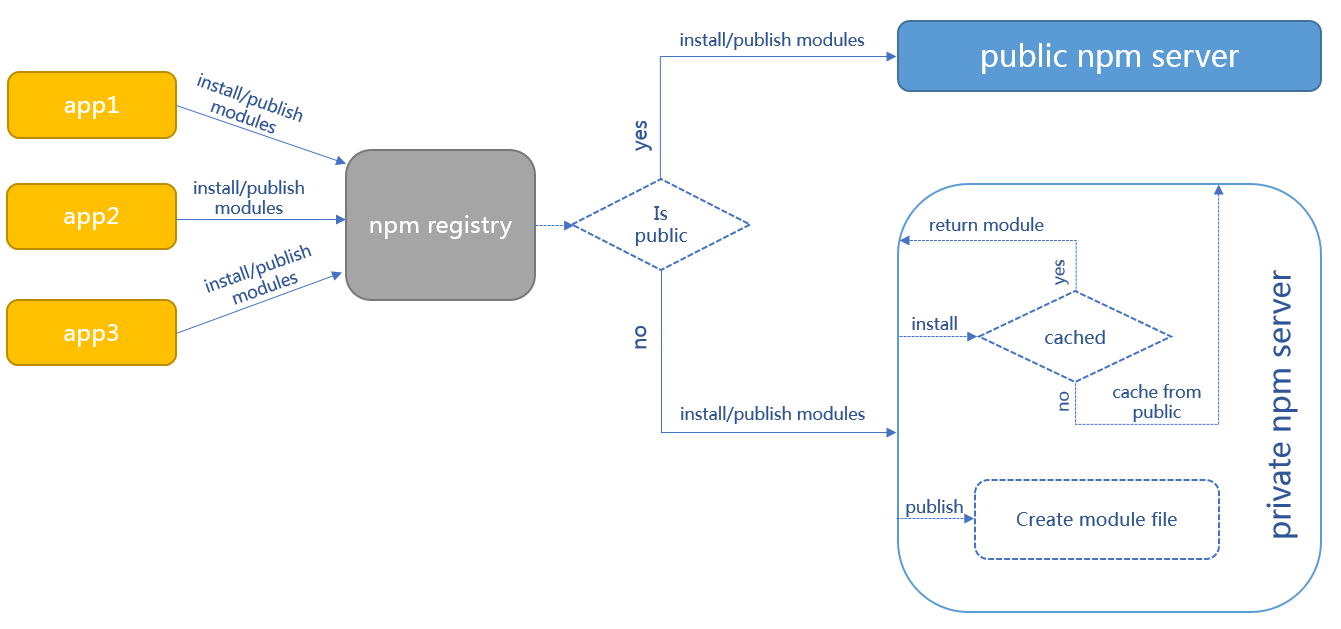 app1
install/publish
modules
app2
install/publish
modules
app3
install/publish
modules
npm registry
Is
public
yes
install/publish modules
public npm server
no
install/publish modules
return module
yes
install
cached
no
cache from
public
publish
Create module file
private npm server